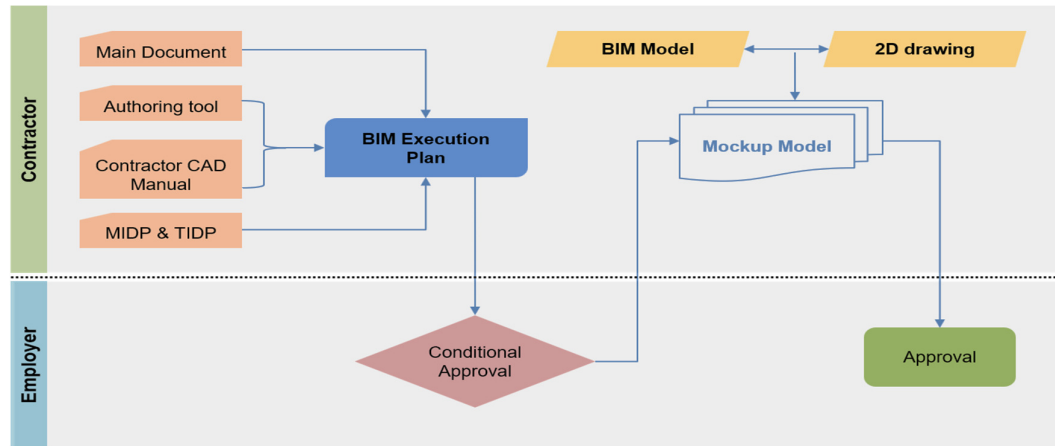 Contractor
Main Document
Authoring tool
Contractor CAD
Manual
MIDP & TIDP
BIM Execution
Plan
BIM Model
2D drawing
Mockup Model
Employer
Conditional
Approval
Approval